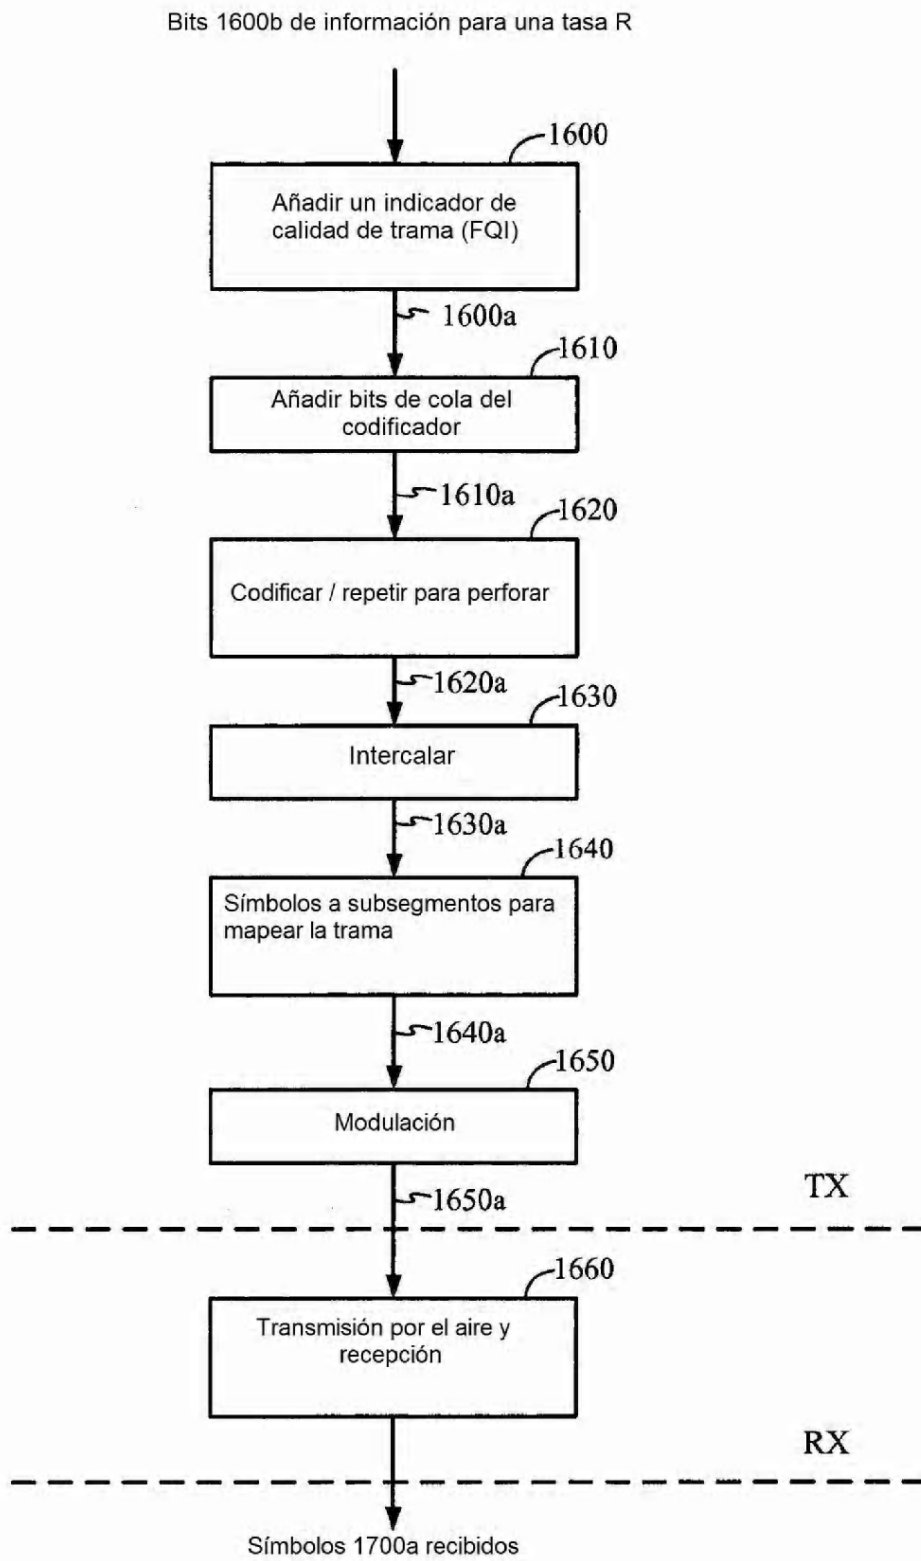 Bits 1600b de información para una tasa R
1600
Añadir un indicador de
calidad de trama (FQI)
1600a
1610
Añadir bits de cola del
codificador
1610a
1620
Codificar / repetir para perforar
1620a
1630
Intercalar
1630a
1640
Símbolos a subsegmentos para
mapear la trama
1640a
1650
Modulación
1650a
TX
1660
Transmisión por el aire y
recepción
RX
Símbolos 1700a recibidos